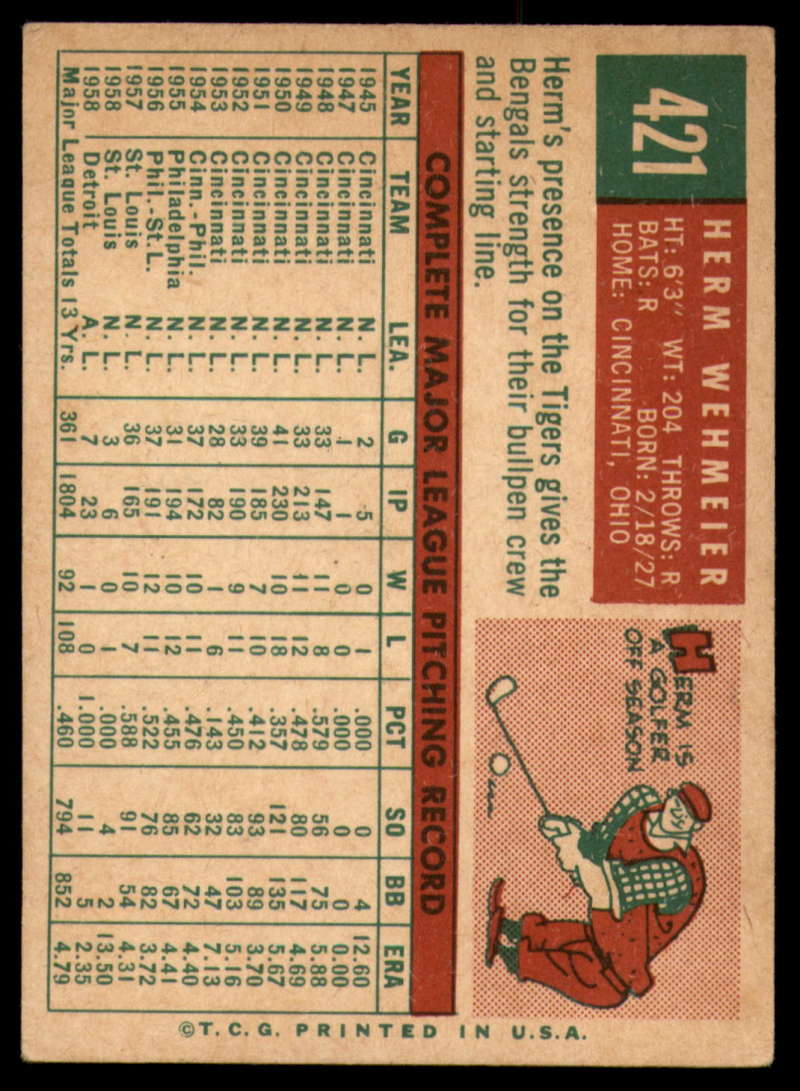 421
HERM WEHMEIER
HT: 6'3" WT: 204 THROWS: R
BATS: R BORN: 2/18/27
HOME: CINCINNATI, OHIO
Herm's presence on the Tigers gives the
Bengals strength for their bullpen crew
and starting line.
HERM IS
A GOLFER
OFF SEASON
COMPLETE MAJOR LEAGUE PITCHING RECORD
YEAR TEAM LEA. G IP W L PCT SO BB ERA
1945 Cincinnati N. L. 2 5 0 1 .000 0 4 12.60
1947 Cincinnati N. L. 1 1 0 0 .000 0 0 0.00
1948 Cincinnati N. L. 33 147 11 8 .579 56 75 5.88
1949 Cincinnati N. L. 33 213 11 12 .478 80 117 4.69
1950 Cincinnati N. L. 41 230 10 18 .357 121 135 5.67
1951 Cincinnati N. L. 39 185 7 10 .412 93 89 3.70
1952 Cincinnati N. L. 33 190 9 11 .450 83 103 5.16
1953 Cincinnati N. L. 28 82 1 6 .143 32 47 7.13
1954 Cinn.-Phil. N. L. 37 172 10 11 .476 62 72 4.40
1955 Philadelphia N. L. 31 194 10 12 .455 85 67 4.41
1956 Phil.-St.L. N. L. 37 191 12 11 .522 76 82 3.72
1957 St. Louis N. L. 36 165 10 7 .588 91 54 4.31
1958 St. Louis N. L. 3 6 0 1 .000 4 2 13.50
1958 Detroit A. L. 7 23 1 0 1.000 11 5 2.35
Major League Totals 13 Yrs. 361 1804 92 108 .460 794 852 4.79
©T.C.G. PRINTED IN U.S.A.